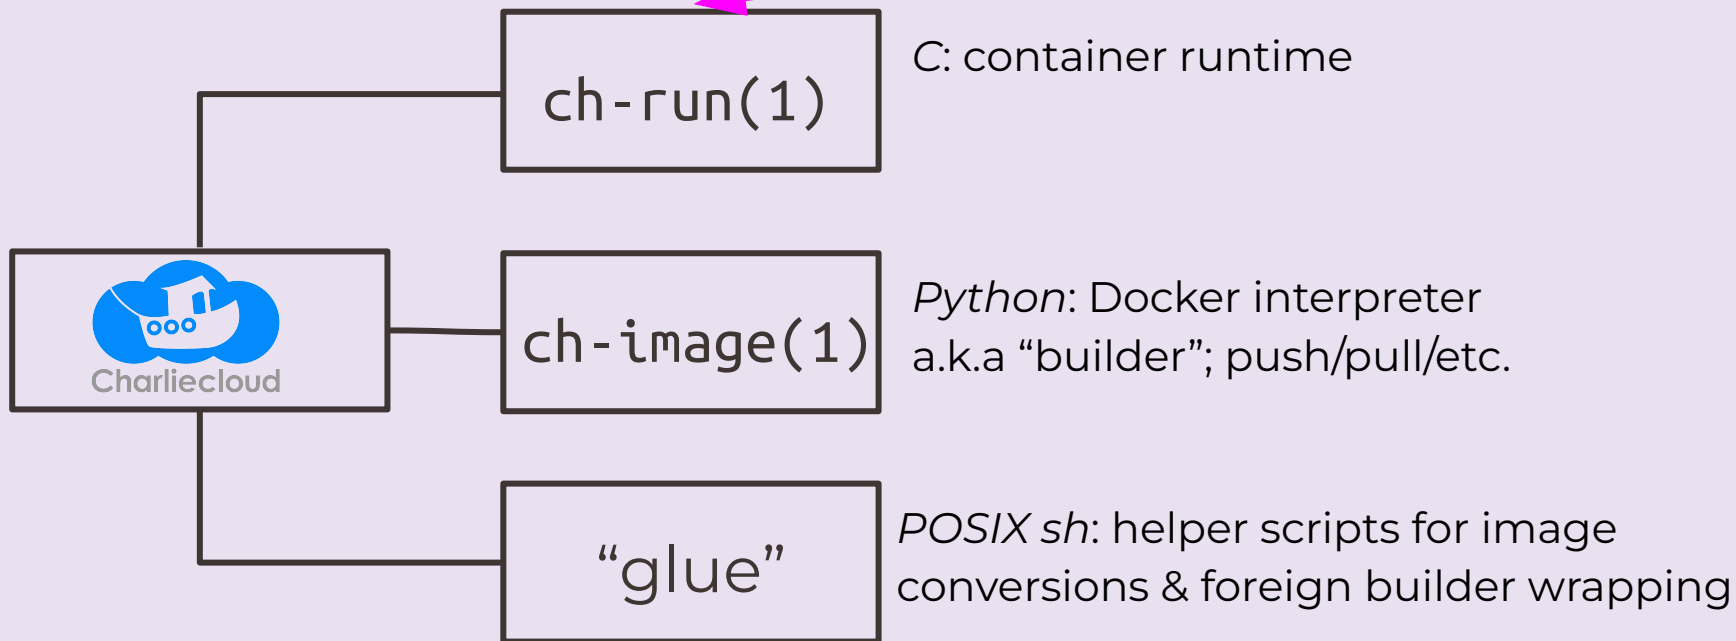 ch-run(1)
C: container runtime
Charliecloud
ch-image(1)
Python: Docker interpreter
a.k.a “builder”; push/pull/etc.
“glue”
POSIX sh: helper scripts for image
conversions & foreign builder wrapping